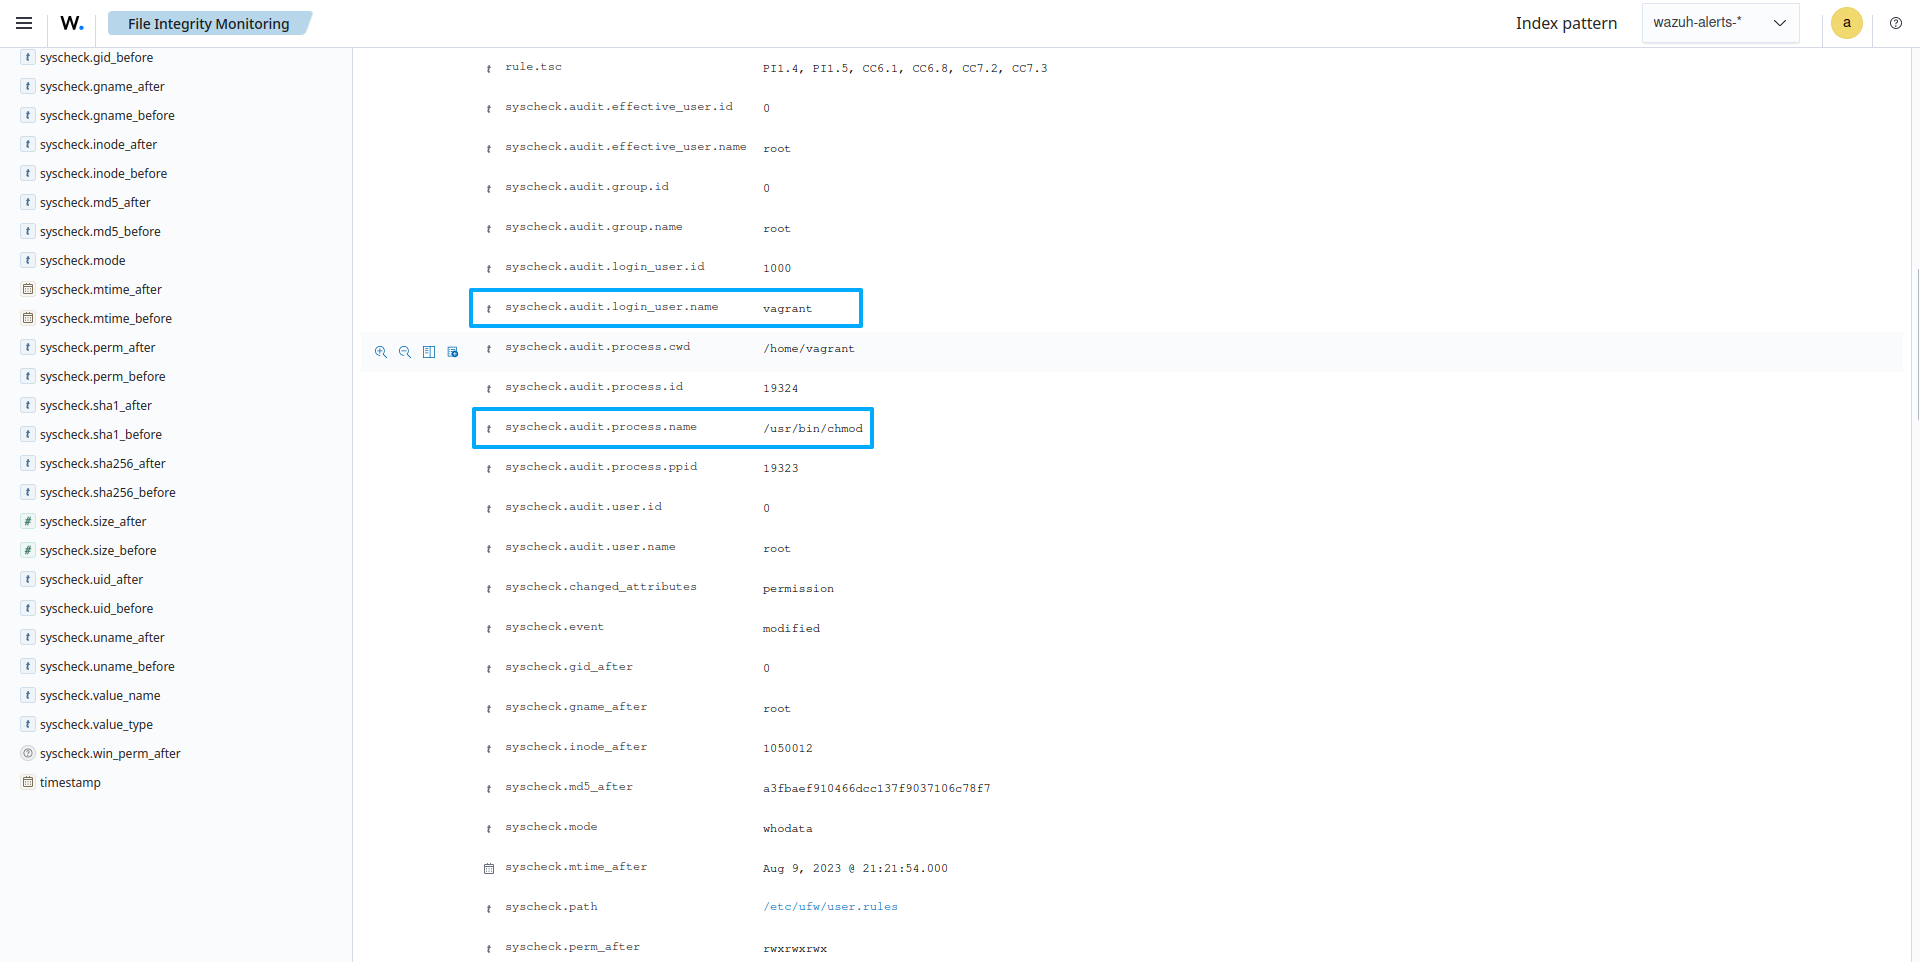 W. File Integrity Monitoring Index pattern wazuh-alerts-* a
syscheck.gid_before
syscheck.gname_after
syscheck.gname_before
syscheck.inode_after
syscheck.inode_before
syscheck.md5_after
syscheck.md5_before
syscheck.mode
syscheck.mtime_after
syscheck.mtime_before
syscheck.perm_after
syscheck.perm_before
syscheck.sha1_after
syscheck.sha1_before
syscheck.sha256_after
syscheck.sha256_before
syscheck.size_after
syscheck.size_before
syscheck.uid_after
syscheck.uid_before
syscheck.uname_after
syscheck.uname_before
syscheck.value_name
syscheck.value_type
syscheck.win_perm_after
timestamp
t rule.tsc PI1.4, PI1.5, CC6.1, CC6.8, CC7.2, CC7.3
t syscheck.audit.effective_user.id 0
t syscheck.audit.effective_user.name root
t syscheck.audit.group.id 0
t syscheck.audit.group.name root
t syscheck.audit.login_user.id 1000
t syscheck.audit.login_user.name vagrant
t syscheck.audit.process.cwd /home/vagrant
t syscheck.audit.process.id 19324
t syscheck.audit.process.name /usr/bin/chmod
t syscheck.audit.process.ppid 19323
t syscheck.audit.user.id 0
t syscheck.audit.user.name root
t syscheck.changed_attributes permission
t syscheck.event modified
t syscheck.gid_after 0
t syscheck.gname_after root
t syscheck.inode_after 1050012
t syscheck.md5_after a3fbaef910466dcc137f9037106c78f7
t syscheck.mode whodata
syscheck.mtime_after Aug 9, 2023 @ 21:21:54.000
t syscheck.path /etc/ufw/user.rules
t syscheck.perm_after rwxrwxrwx